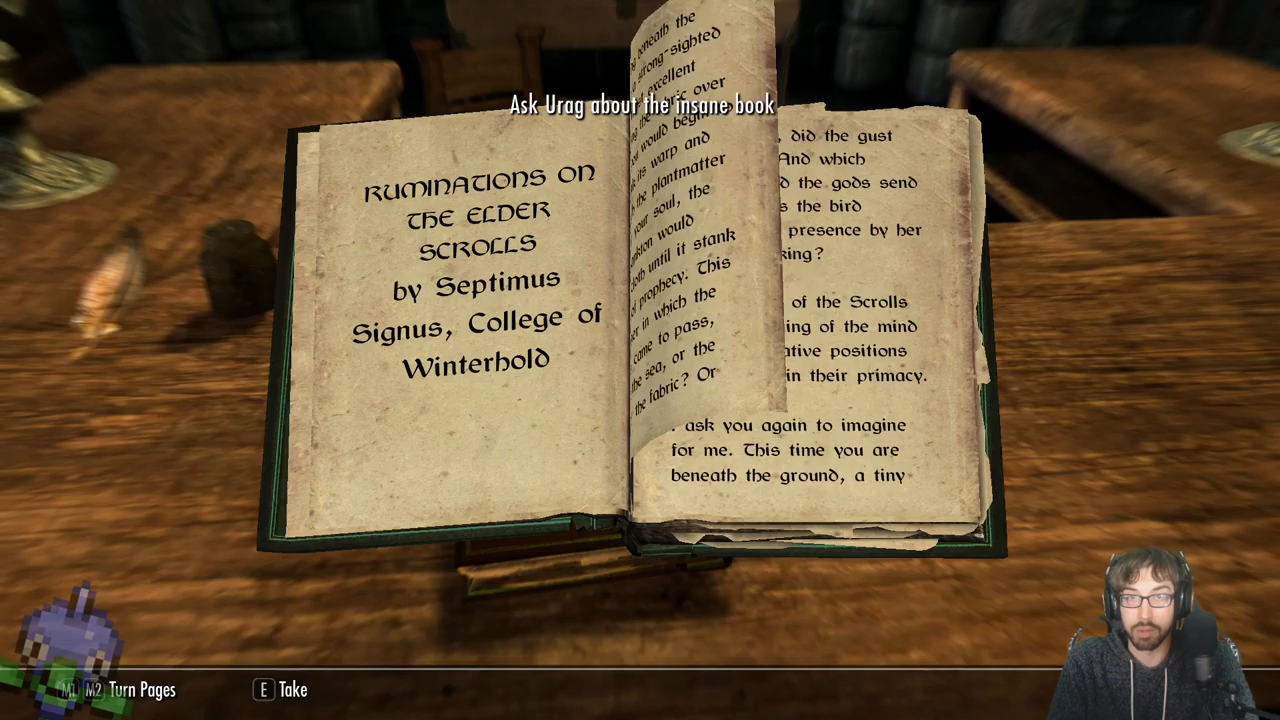 Ask Urag about the insane book
RUMINATIONS ON
THE ELDER
SCROLLS
by Septimus
Signus, College of
Winterhold
beneath the
strong-sighted
excellent
over
would begin
its warp and
the plantmatter
your soul, the
would
until it stank
prophecy. This
in which the
came to pass,
the sea, or the
the fabric? Or
, did the gust
And which
the gods send
the bird
presence by her
king?
of the Scrolls
ing of the mind
ative positions
in their primacy.
ask you again to imagine
for me. This time you are
beneath the ground, a tiny
M1 M2 Turn Pages
E Take